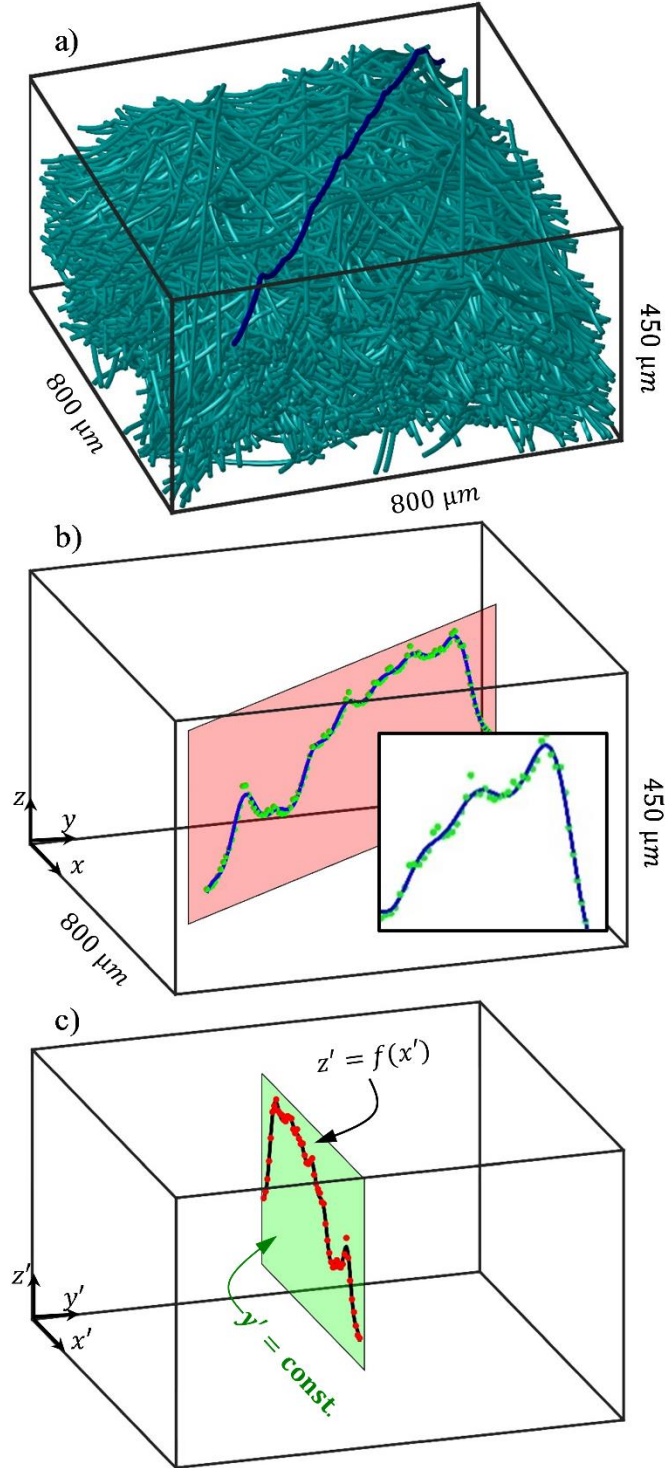 a)
450 μm
800 μm
800 μm
b)
z
y
x
450 μm
800 μm
c)
z′ = f(x′)
z′
y′
x′
y′ = const.